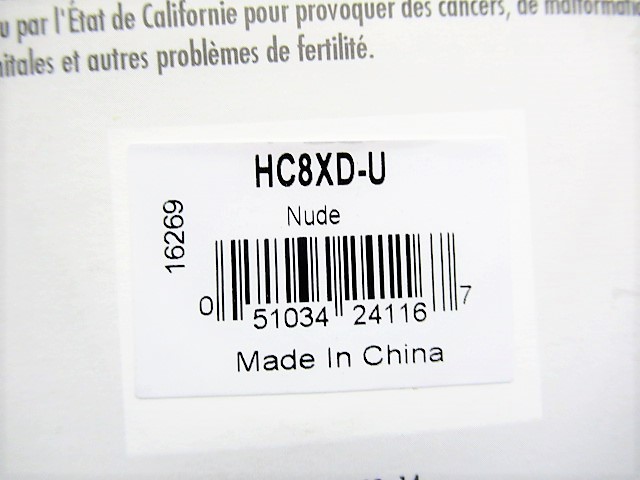 u par l'État de Californie pour provoquer des cancers, de malformatio
nitales et autres problèmes de fertilité.
HC8XD-U
Nude
16269
0 51034 24116 7
Made In China